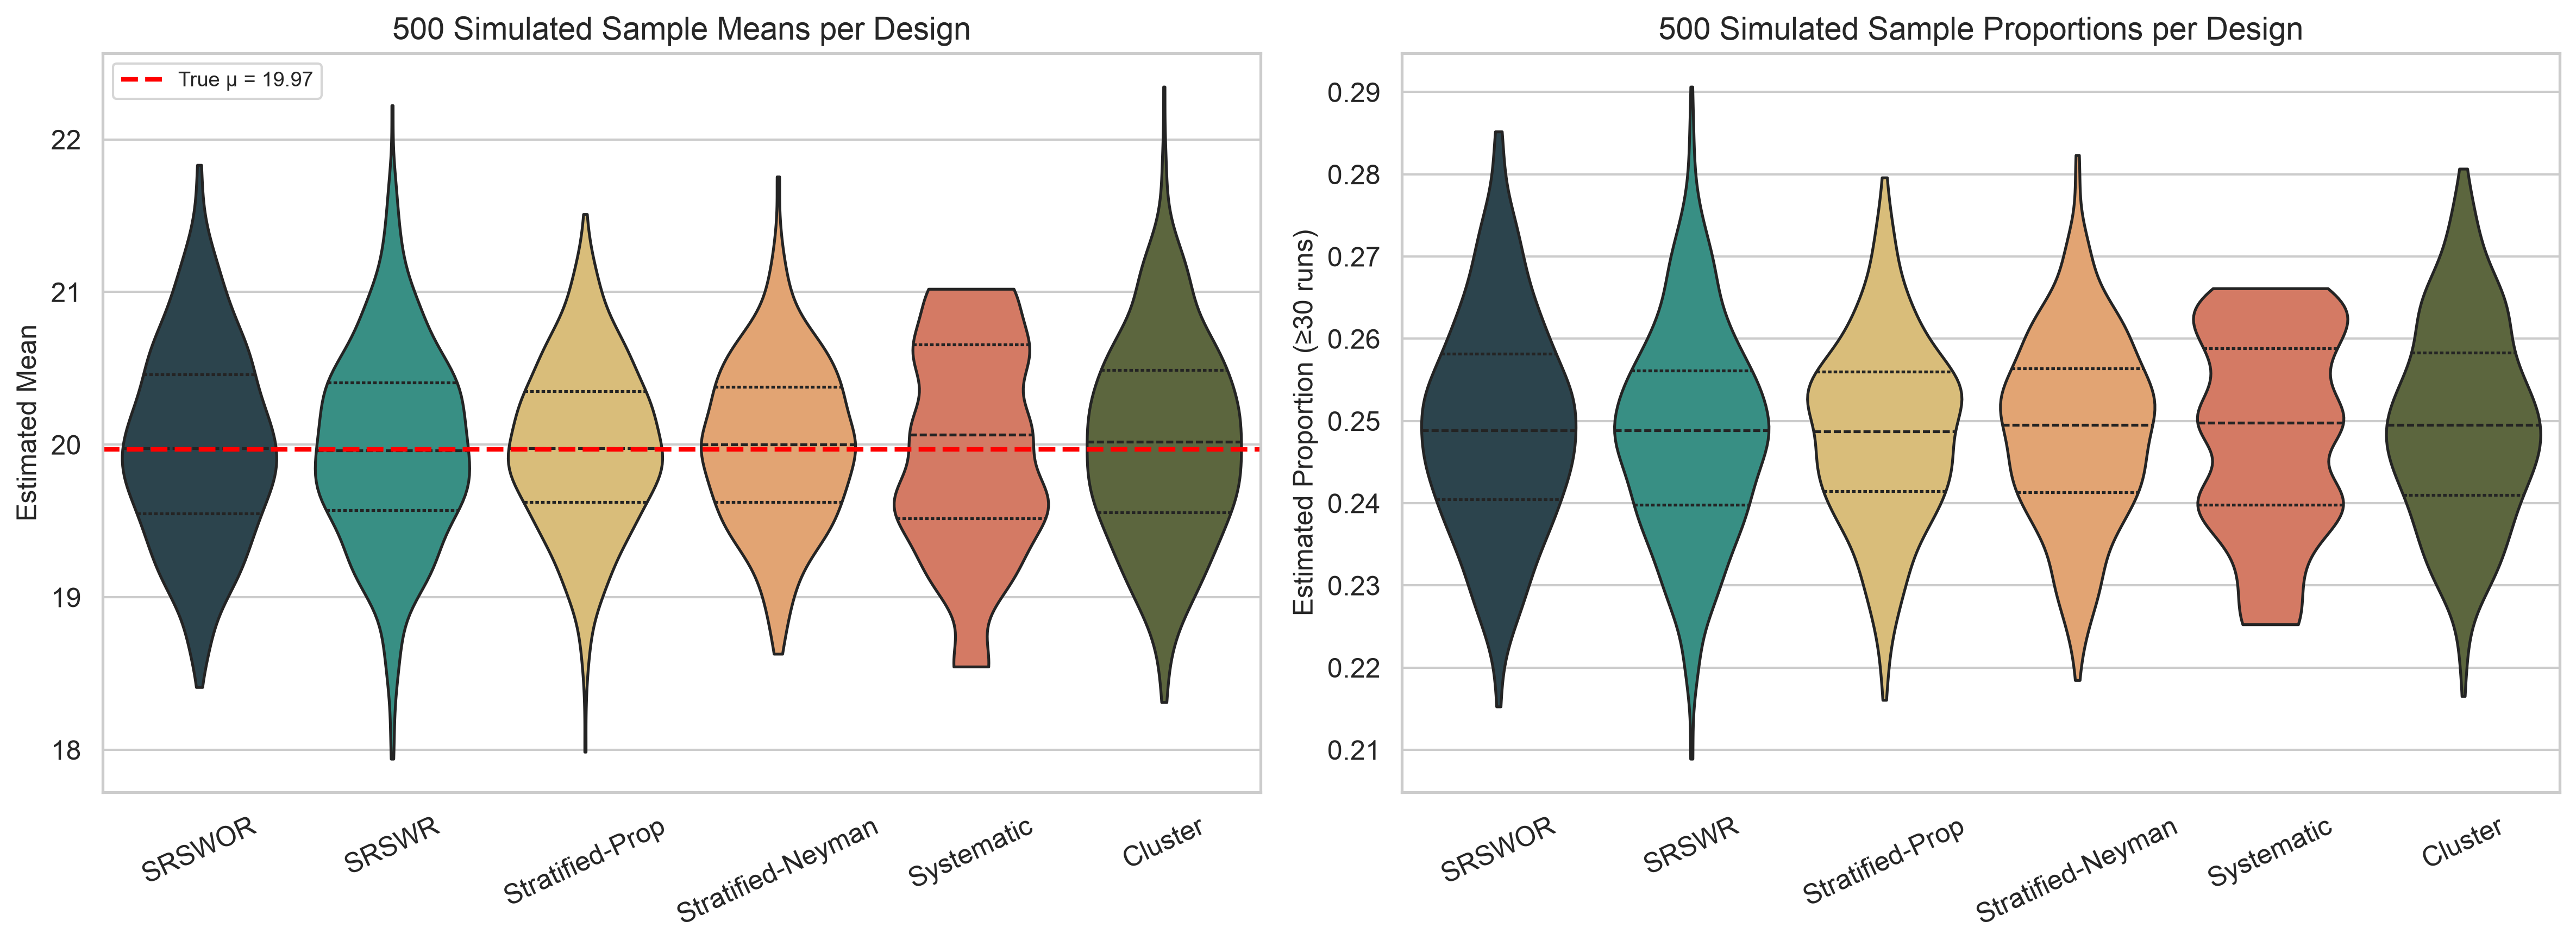 500 Simulated Sample Means per Design
True μ = 19.97
Estimated Mean
22
21
20
19
18
SRSWOR
SRSWR
Stratified-Prop
Stratified-Neyman
Systematic
Cluster
500 Simulated Sample Proportions per Design
Estimated Proportion (≥30 runs)
0.29
0.28
0.27
0.26
0.25
0.24
0.23
0.22
0.21
SRSWOR
SRSWR
Stratified-Prop
Stratified-Neyman
Systematic
Cluster